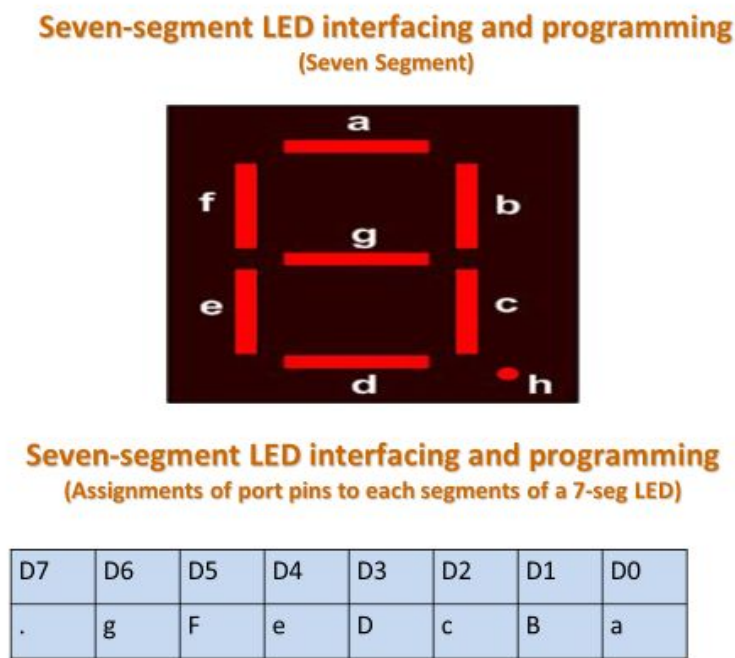 Seven-segment LED interfacing and programming
(Seven Segment)
a
f
b
g
e
c
d
h
Seven-segment LED interfacing and programming
(Assignments of port pins to each segments of a 7-seg LED)
D7 D6 D5 D4 D3 D2 D1 D0
. g F e D c B a